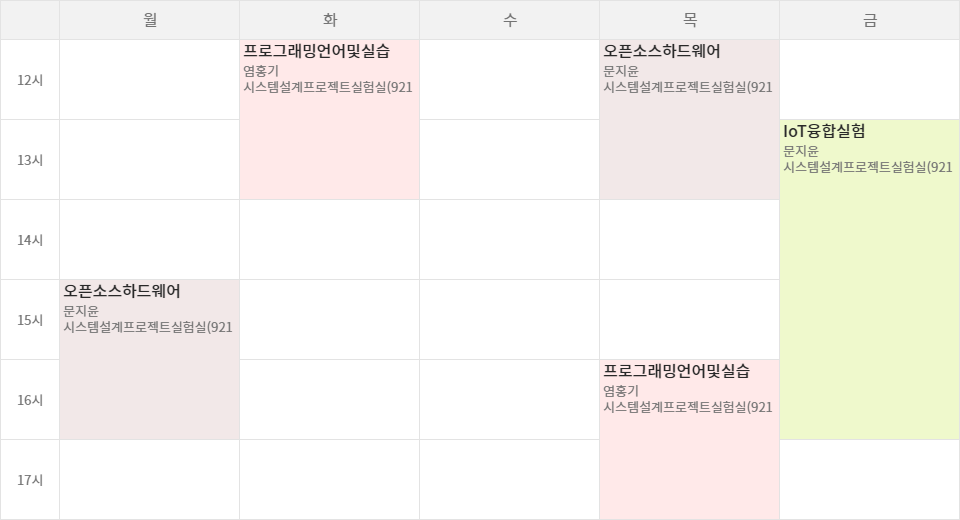 월 화 수 목 금
12시
프로그래밍언어및실습
염홍기
시스템설계프로젝트실험실(921
오픈소스하드웨어
문지윤
시스템설계프로젝트실험실(921
13시
IoT융합실험
문지윤
시스템설계프로젝트실험실(921
14시
15시
오픈소스하드웨어
문지윤
시스템설계프로젝트실험실(921
16시
프로그래밍언어및실습
염홍기
시스템설계프로젝트실험실(921
17시